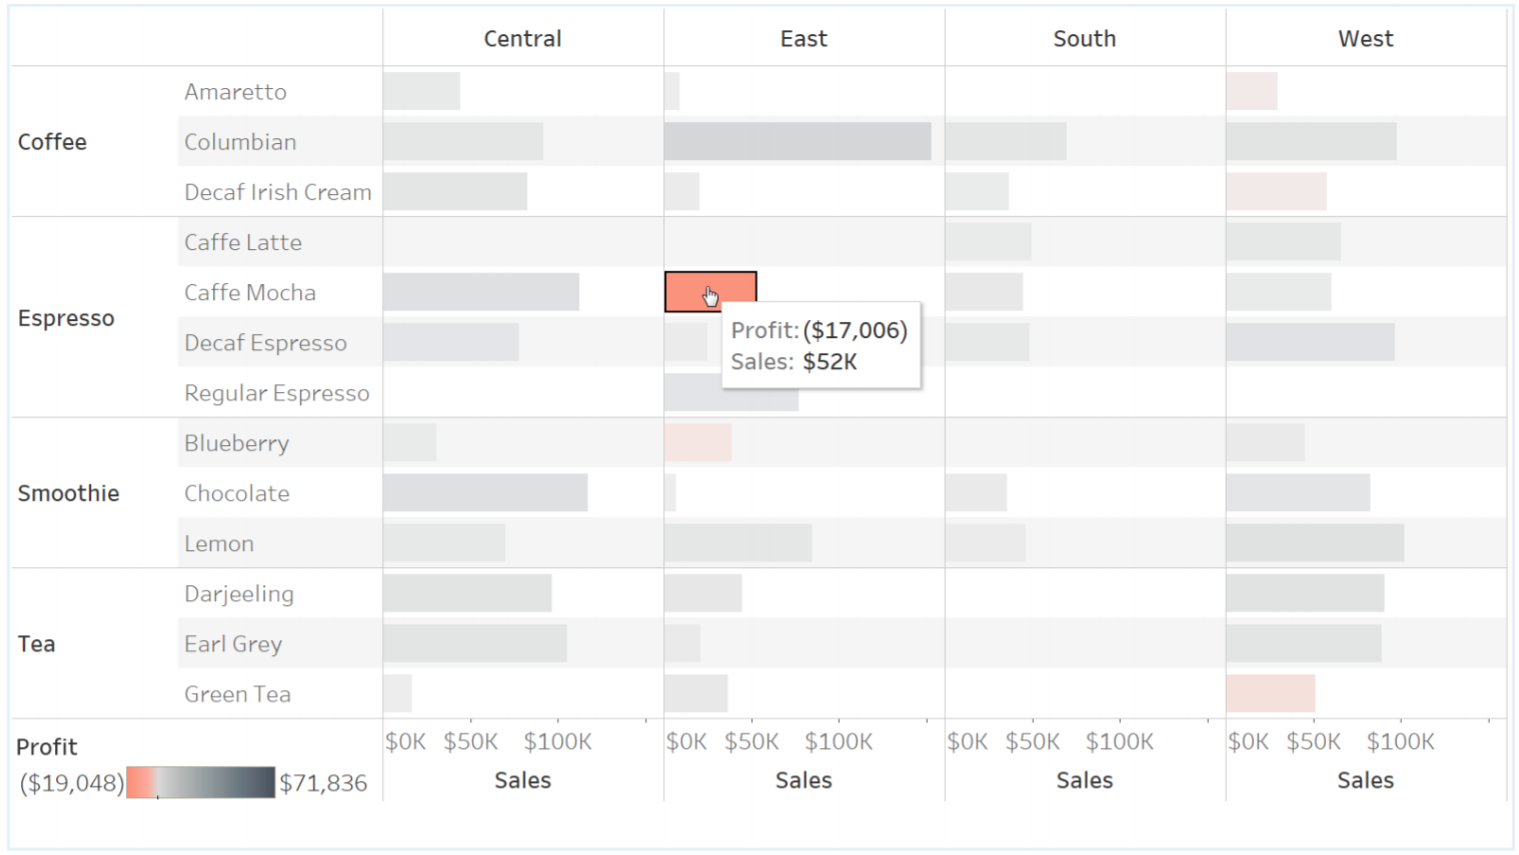 Central East South West
Amaretto
Coffee Columbian
Decaf Irish Cream
Caffe Latte
Caffe Mocha
Espresso
Decaf Espresso
Regular Espresso
Profit: ($17,006)
Sales: $52K
Blueberry
Smoothie Chocolate
Lemon
Darjeeling
Tea Earl Grey
Green Tea
$0K $50K $100K $0K $50K $100K $0K $50K $100K $0K $50K $100K
Sales Sales Sales Sales
Profit
($19,048) $71,836